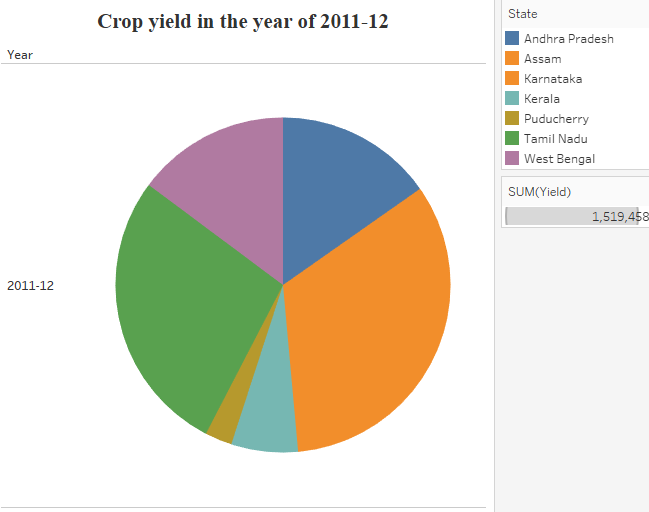 Crop yield in the year of 2011-12
Year
2011-12
State
Andhra Pradesh
Assam
Karnataka
Kerala
Puducherry
Tamil Nadu
West Bengal
SUM(Yield)
1,519,458